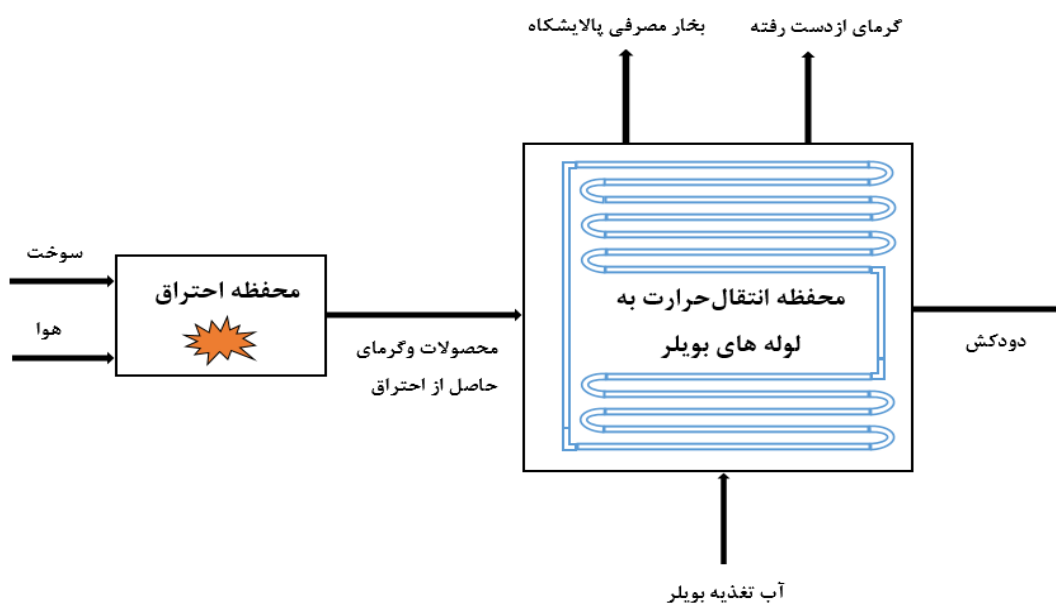 بخار مصرفی پالایشکاه
گرمای ازدست رفته
سوخت
هوا
محفظه احتراق
محصولات وگرمای
حاصل از احتراق
محفظه انتقال‌حرارت به
لوله های بویلر
دودکش
آب تغذیه بویلر